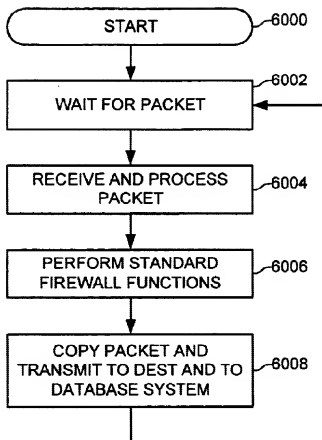 START
6000
WAIT FOR PACKET
6002
RECEIVE AND PROCESS
PACKET
6004
PERFORM STANDARD
FIREWALL FUNCTIONS
6006
COPY PACKET AND
TRANSMIT TO DEST AND TO
DATABASE SYSTEM
6008